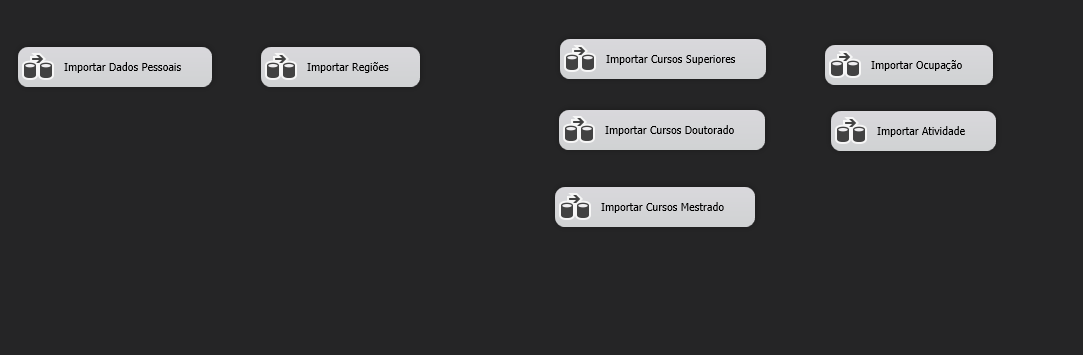 Importar Dados Pessoais
Importar Regiões
Importar Cursos Superiores
Importar Ocupação
Importar Cursos Doutorado
Importar Atividade
Importar Cursos Mestrado